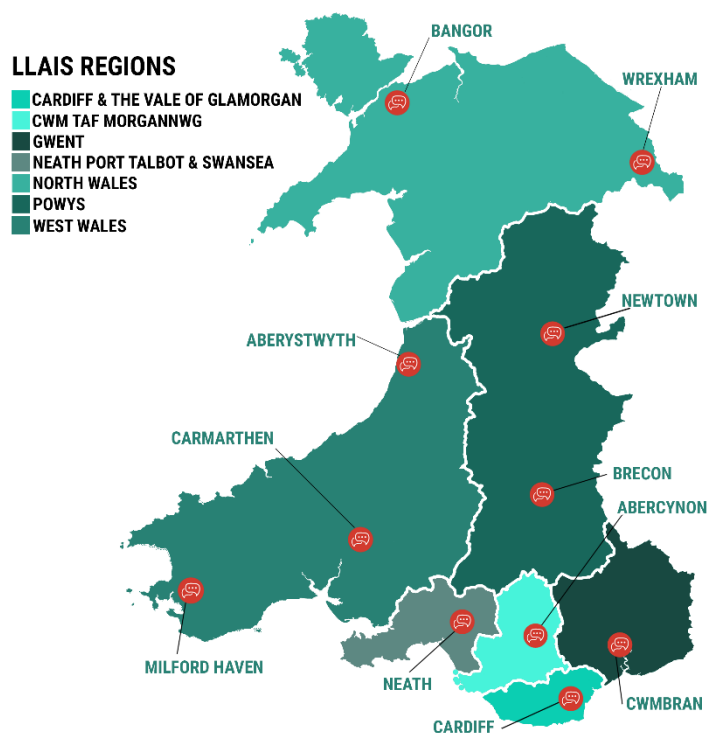 BANGOR
LLAIS REGIONS
WREXHAM
CARDIFF & THE VALE OF GLAMORGAN
CWM TAF MORGANNWG
GWENT
NEATH PORT TALBOT & SWANSEA
NORTH WALES
POWYS
WEST WALES
NEWTOWN
ABERYSTWYTH
CARMARTHEN
BRECON
ABERCYNON
MILFORD HAVEN
NEATH
CWMBRAN
CARDIFF